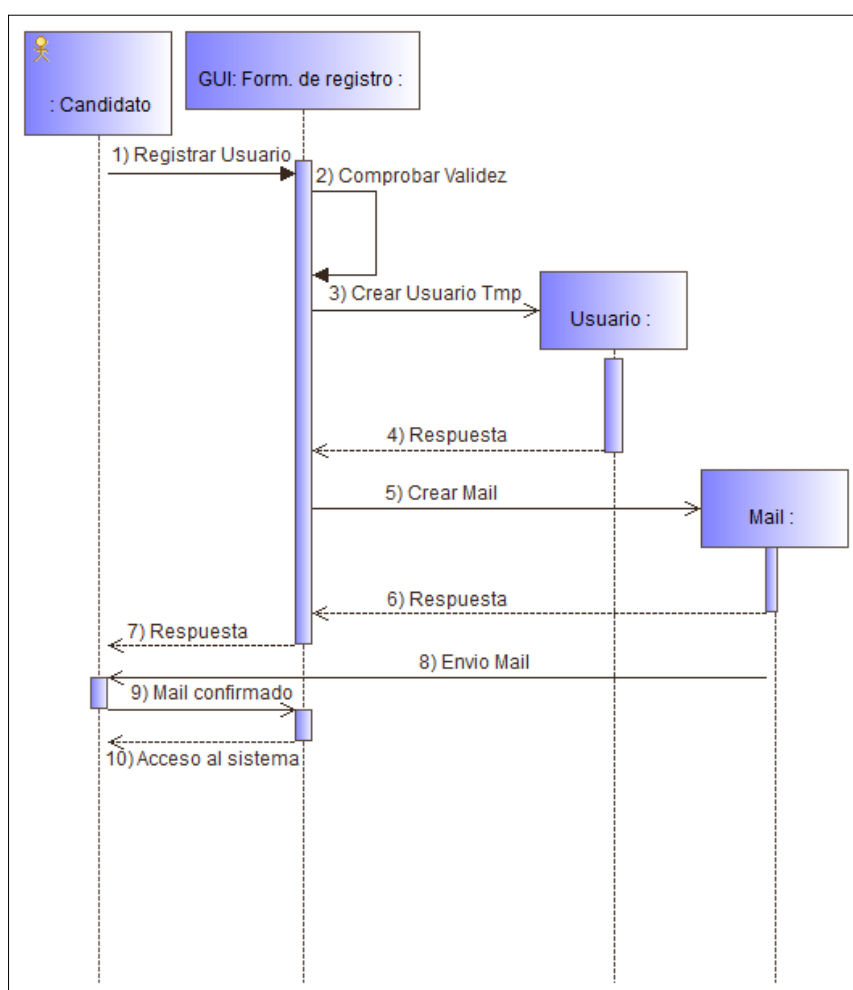 : Candidato
GUI: Form. de registro :
1) Registrar Usuario
2) Comprobar Validez
3) Crear Usuario Tmp
Usuario :
4) Respuesta
5) Crear Mail
Mail :
6) Respuesta
7) Respuesta
8) Envio Mail
9) Mail confirmado
10) Acceso al sistema